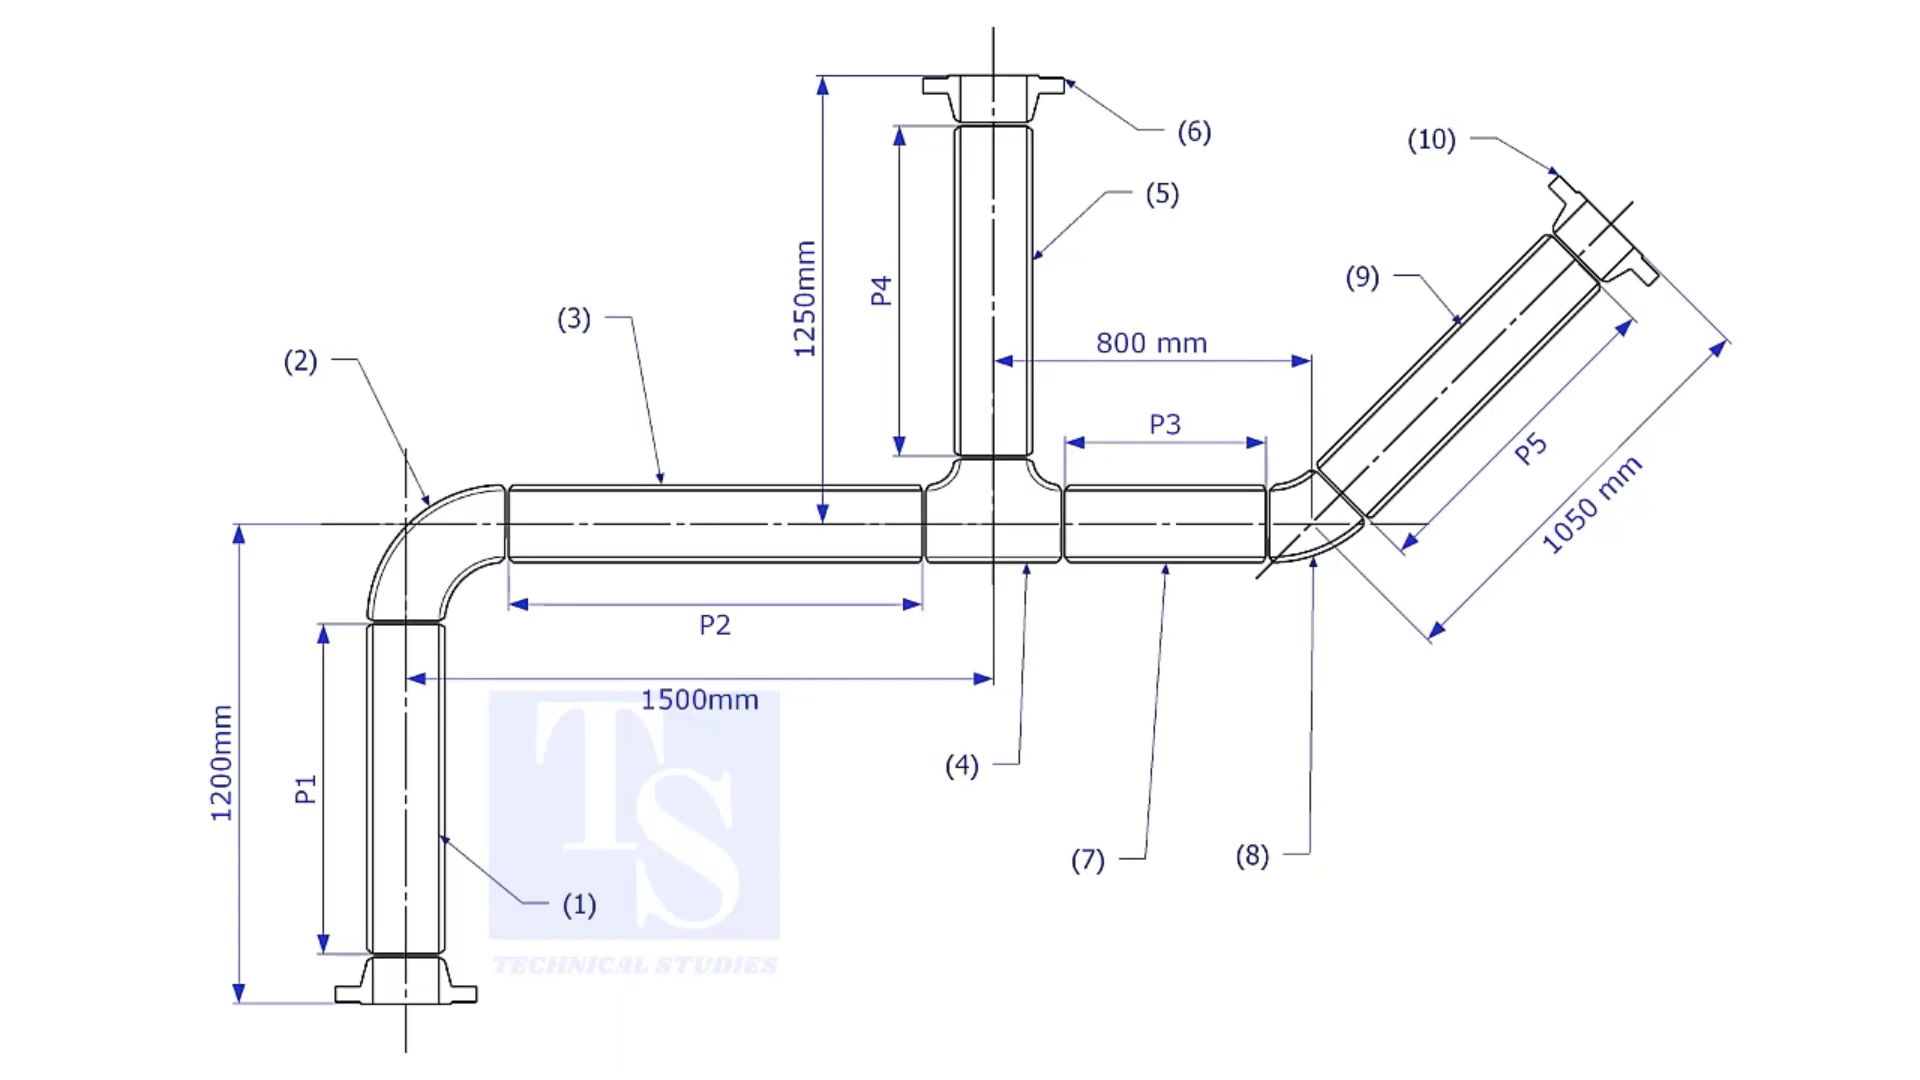 (6)
(10)
(5)
(9)
1250mm
P4
(3)
800 mm
(2)
P3
P5
1050 mm
P2
1500mm
1200mm
P1
(4)
(7)
(8)
(1)
TS
TECHNICAL STUDIES